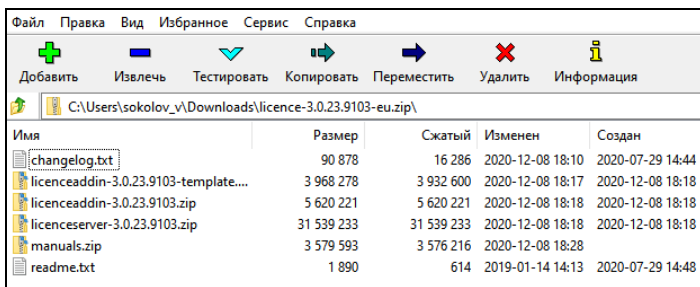 Файл Правка Вид Избранное Сервис Справка
Добавить Извлечь Тестировать Копировать Переместить Удалить Информация
C:\Users\sokolov_v\Downloads\licence-3.0.23.9103-eu.zip\
Имя Размер Сжатый Изменен Создан
changelog.txt 90 878 16 286 2020-12-08 18:10 2020-07-29 14:44
licenceaddin-3.0.23.9103-template.... 3 968 278 3 932 600 2020-12-08 18:17 2020-12-08 18:18
licenceaddin-3.0.23.9103.zip 5 620 221 5 620 221 2020-12-08 18:18 2020-12-08 18:18
licenceserver-3.0.23.9103.zip 31 539 233 31 539 233 2020-12-08 18:18 2020-12-08 18:18
manuals.zip 3 579 593 3 576 216 2020-12-08 18:28
readme.txt 1 890 614 2019-01-14 14:13 2020-07-29 14:48